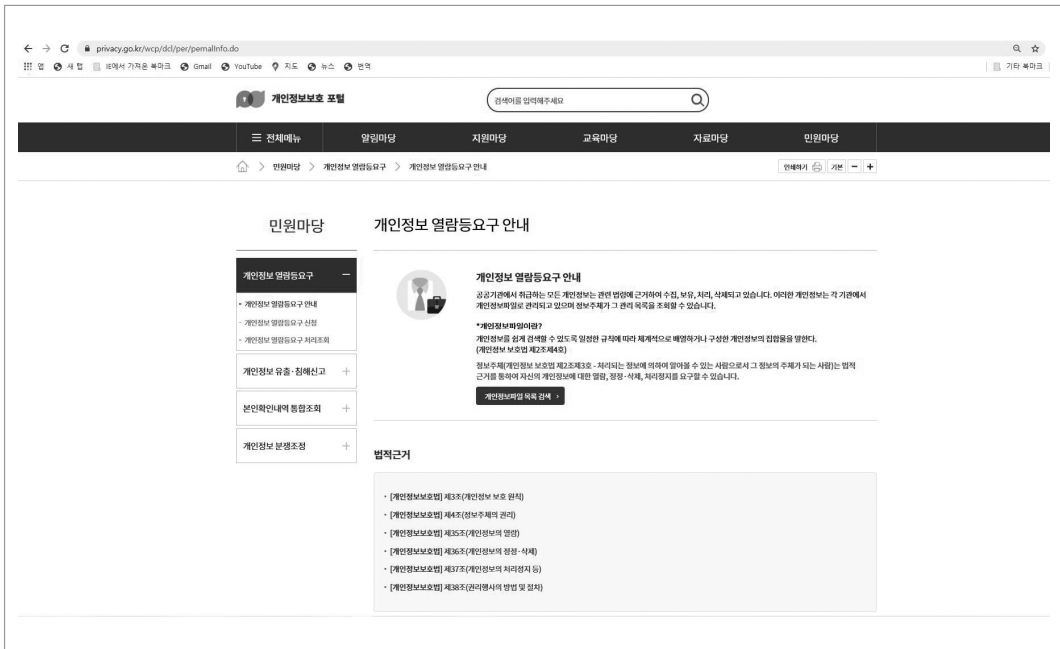 privacy.go.kr/wcp/dcl/per/pernalInfo.do
앱 새 탭 IE에서 가져온 북마크 Gmail YouTube 지도 뉴스 번역 기타 북마크
개인정보보호 포털
검색어를 입력해주세요
전체메뉴 알림마당 지원마당 교육마당 자료마당 민원마당
> 민원마당 > 개인정보 열람등요구 > 개인정보 열람등요구 안내
인쇄하기 기본 - +
민원마당
개인정보 열람등요구 -
- 개인정보 열람등요구 안내
- 개인정보 열람등요구 신청
- 개인정보 열람등요구 처리조회
개인정보 유출·침해신고 +
본인확인내역 통합조회 +
개인정보 분쟁조정 +
개인정보 열람등요구 안내
개인정보 열람등요구 안내
공공기관에서 취급하는 모든 개인정보는 관련 법령에 근거하여 수집, 보유, 처리, 삭제되고 있습니다. 이러한 개인정보는 각 기관에서
개인정보파일로 관리되고 있으며 정보주체가 그 관리 목록을 조회할 수 있습니다.
*개인정보파일이란?
개인정보를 쉽게 검색할 수 있도록 일정한 규칙에 따라 체계적으로 배열하거나 구성한 개인정보의 집합물을 말한다.
(개인정보 보호법 제2조제4호)
정보주체(개인정보 보호법 제2조제3호 - 처리되는 정보에 의하여 알아볼 수 있는 사람으로서 그 정보의 주체가 되는 사람)는 법적
근거를 통하여 자신의 개인정보에 대한 열람, 정정·삭제, 처리정지를 요구할 수 있습니다.
개인정보파일 목록 검색 >
법적근거
· [개인정보보호법] 제3조(개인정보 보호 원칙)
· [개인정보보호법] 제4조(정보주체의 권리)
· [개인정보보호법] 제35조(개인정보의 열람)
· [개인정보보호법] 제36조(개인정보의 정정·삭제)
· [개인정보보호법] 제37조(개인정보의 처리정지 등)
· [개인정보보호법] 제38조(권리행사의 방법 및 절차)